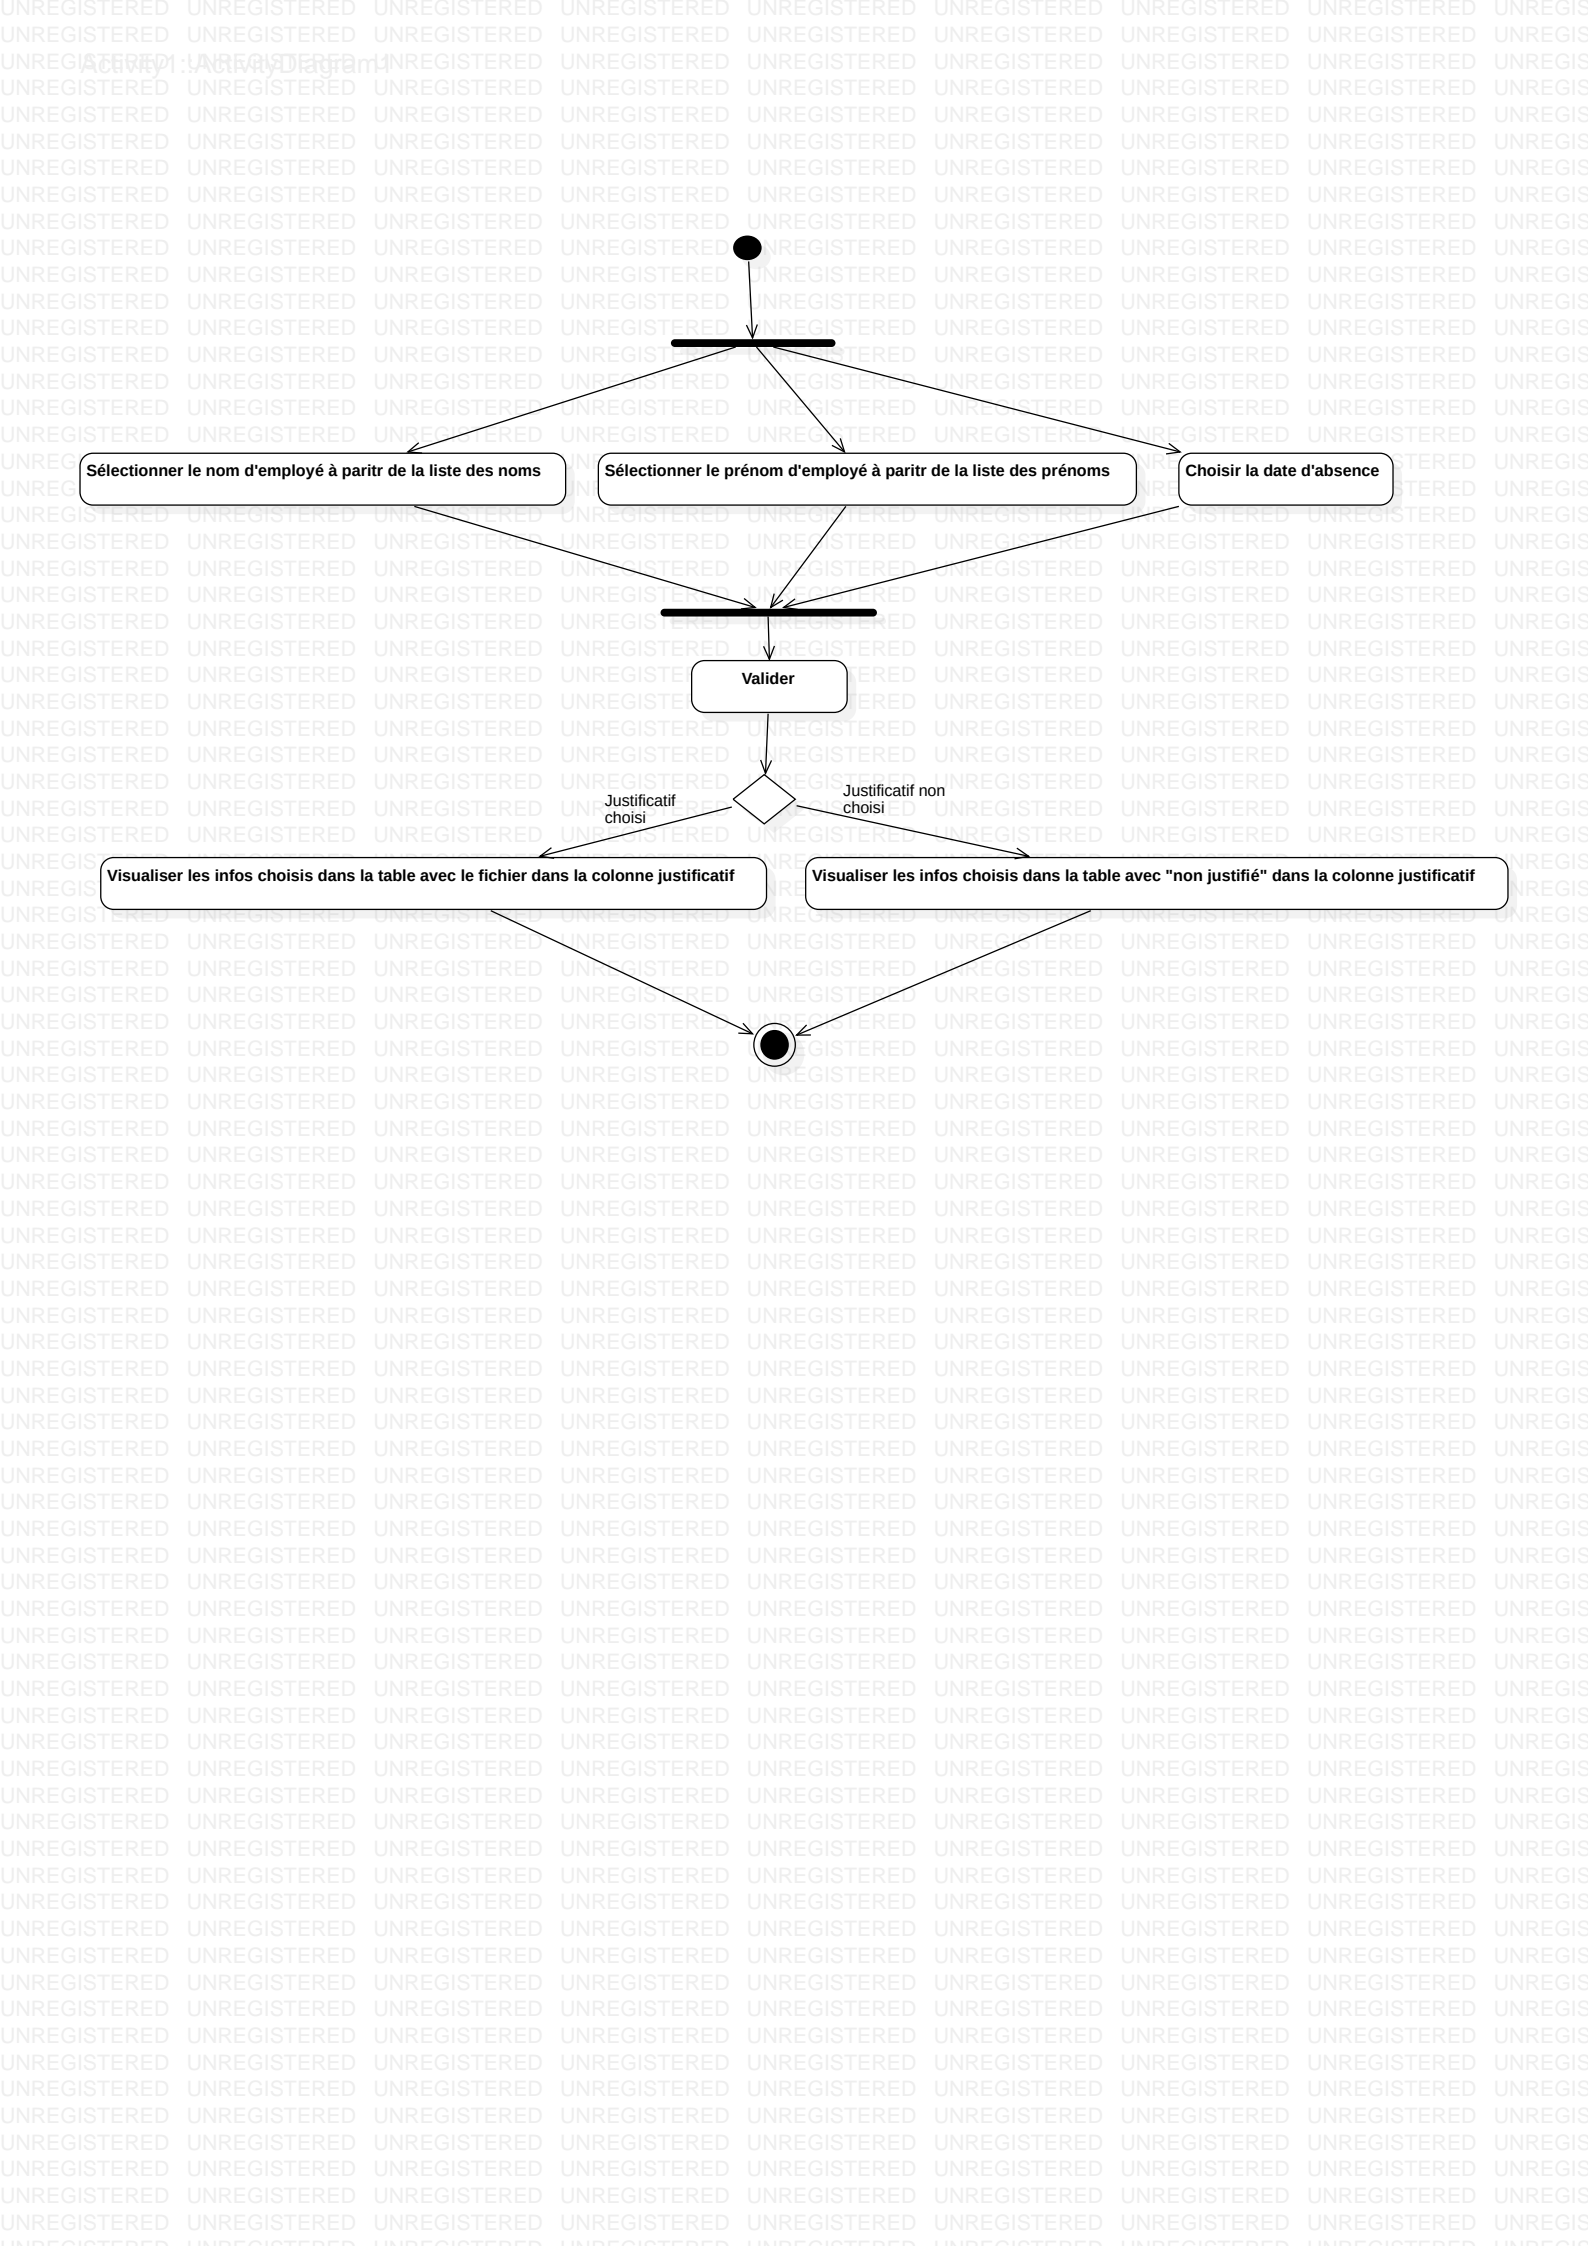 Activity1::ActivityDiagram1
Sélectionner le nom d'employé à paritr de la liste des noms
Sélectionner le prénom d'employé à paritr de la liste des prénoms
Choisir la date d'absence
Valider
Justificatif
choisi
Justificatif non
choisi
Visualiser les infos choisis dans la table avec le fichier dans la colonne justificatif
Visualiser les infos choisis dans la table avec "non justifié" dans la colonne justificatif
UNREGISTERED